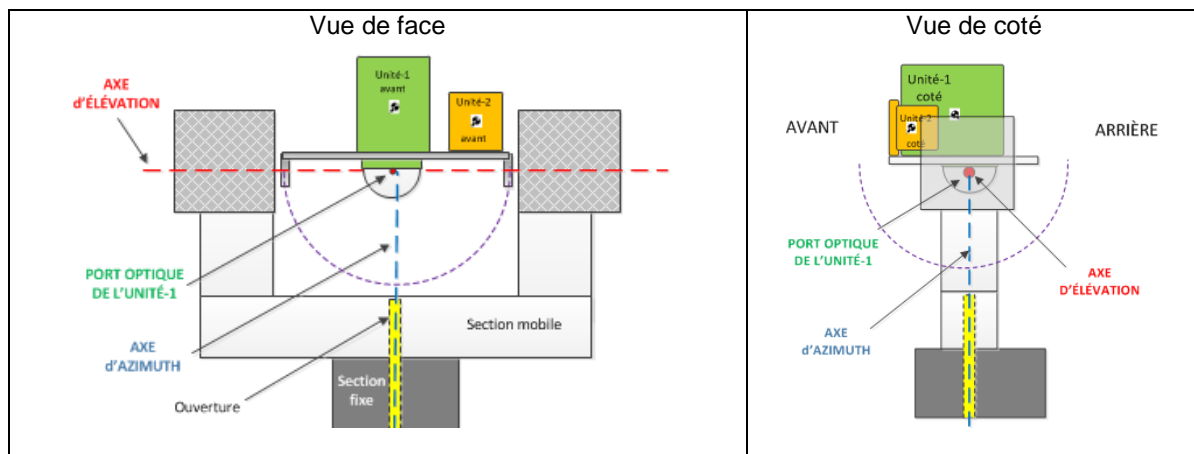 Vue de face
AXE
d'ÉLÉVATION
Unité-1
avant
Unité-2
avant
PORT OPTIQUE
DE L'UNITÉ-1
Section mobile
AXE
d'AZIMUTH
Section
fixe
Ouverture
Vue de coté
Unité-1
coté
Unité-2
coté
AVANT
ARRIÈRE
PORT OPTIQUE
DE L'UNITÉ-1
AXE
D'ÉLÉVATION
AXE
d'AZIMUTH